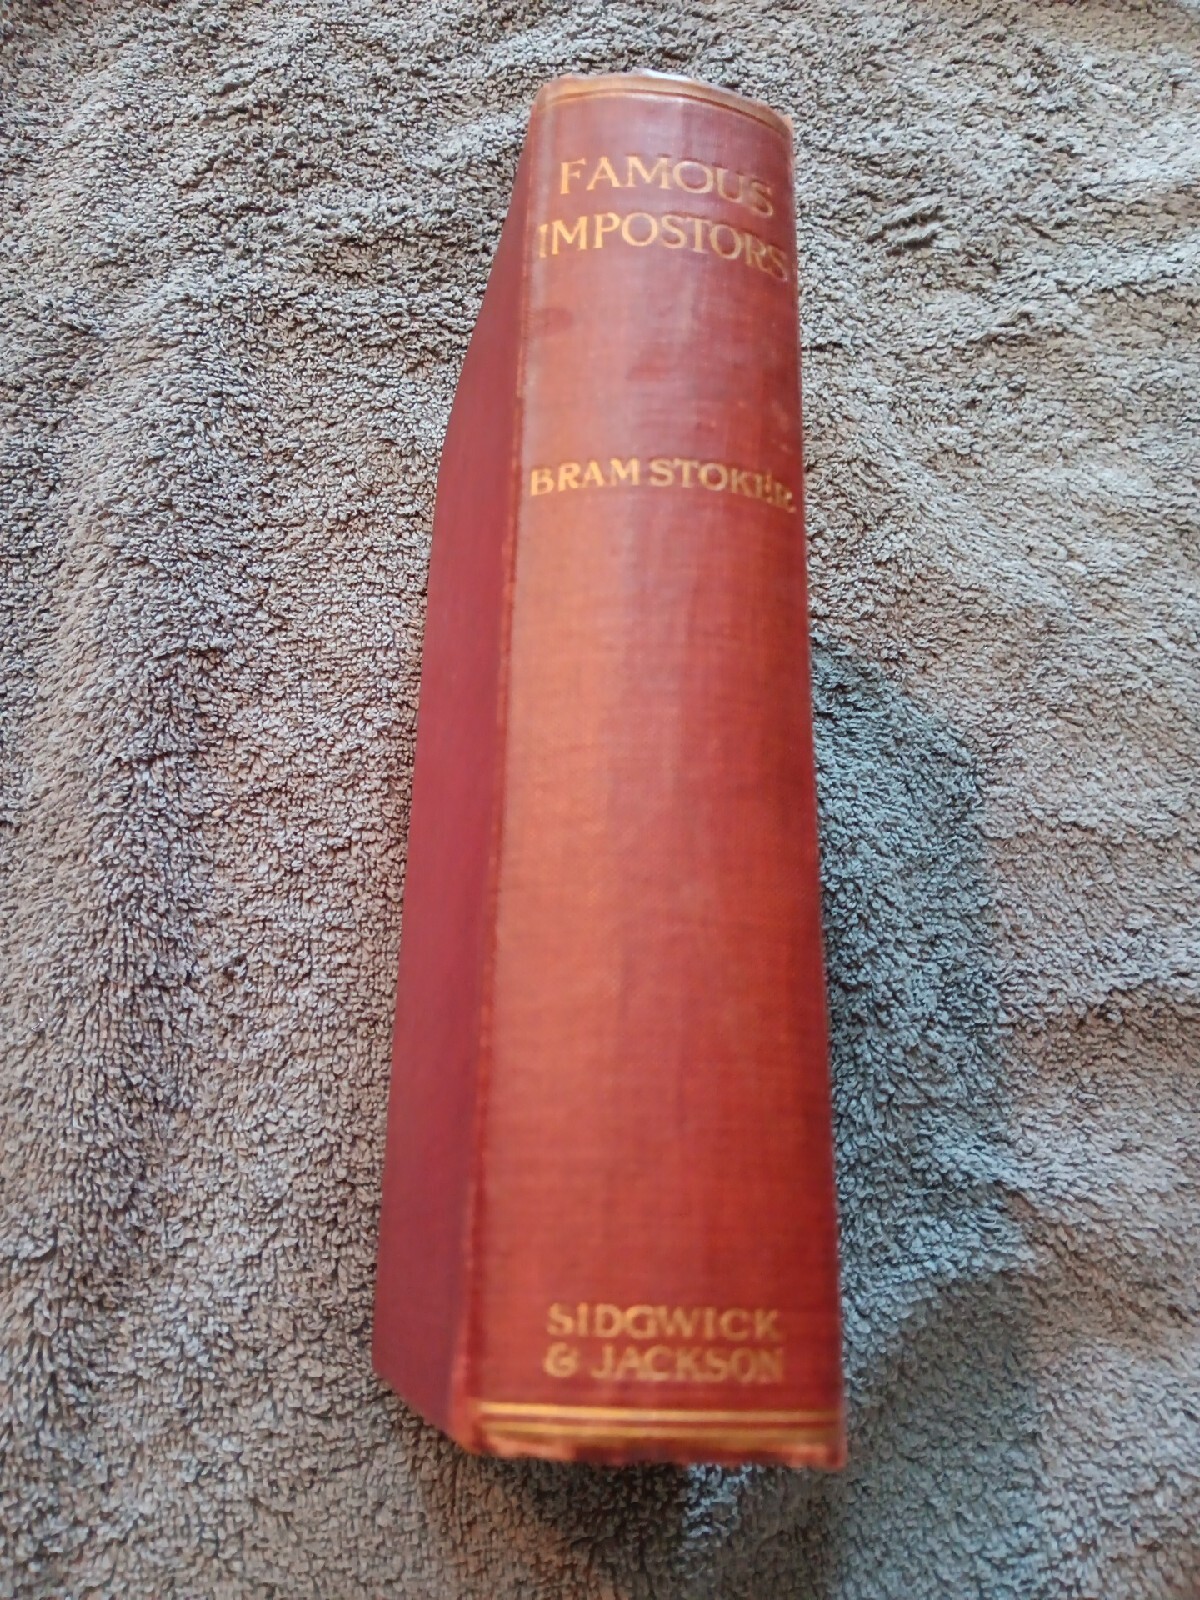 FAMOUS
IMPOSTORS
BRAM STOKER
SIDGWICK
& JACKSON